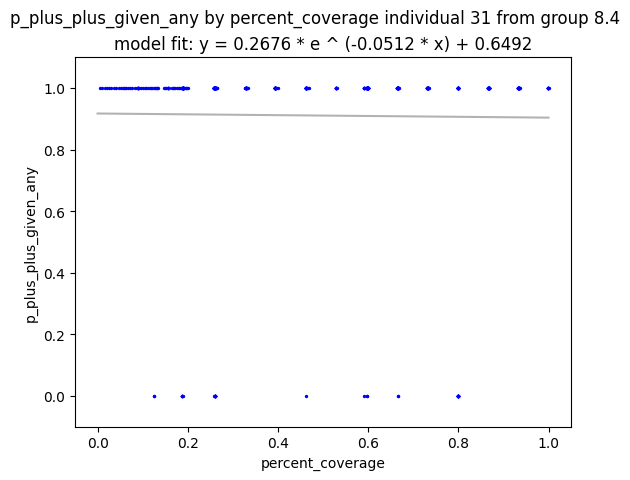 p_plus_plus_given_any by percent_coverage individual 31 from group 8.4
model fit: y = 0.2676 * e ^ (-0.0512 * x) + 0.6492
1.0
0.8
0.6
0.4
0.2
0.0
p_plus_plus_given_any
0.0 0.2 0.4 0.6 0.8 1.0
percent_coverage